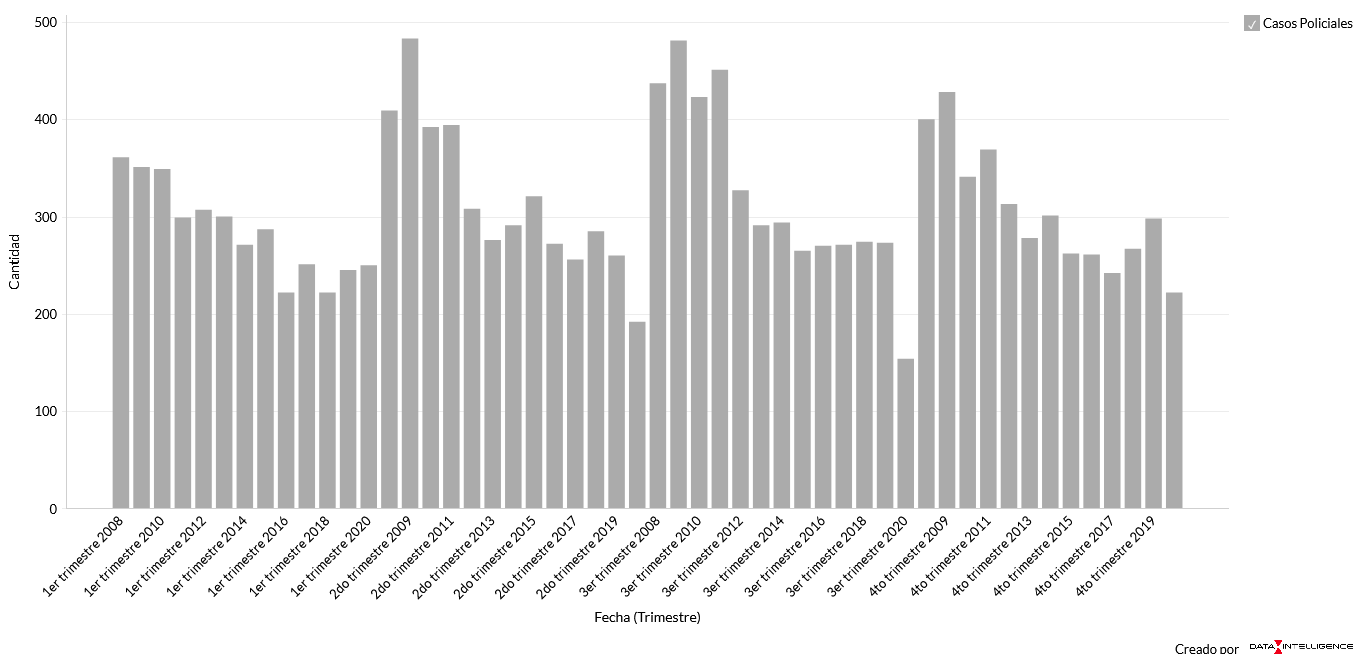 500
400
300
200
100
0
Cantidad
1er trimestre 2008
1er trimestre 2010
1er trimestre 2012
1er trimestre 2014
1er trimestre 2016
1er trimestre 2018
1er trimestre 2020
2do trimestre 2009
2do trimestre 2011
2do trimestre 2013
2do trimestre 2015
2do trimestre 2017
2do trimestre 2019
3er trimestre 2008
3er trimestre 2010
3er trimestre 2012
3er trimestre 2014
3er trimestre 2016
3er trimestre 2018
3er trimestre 2020
4to trimestre 2009
4to trimestre 2011
4to trimestre 2013
4to trimestre 2015
4to trimestre 2017
4to trimestre 2019
Fecha (Trimestre)
Casos Policiales
Creado por DATA INTELLIGENCE